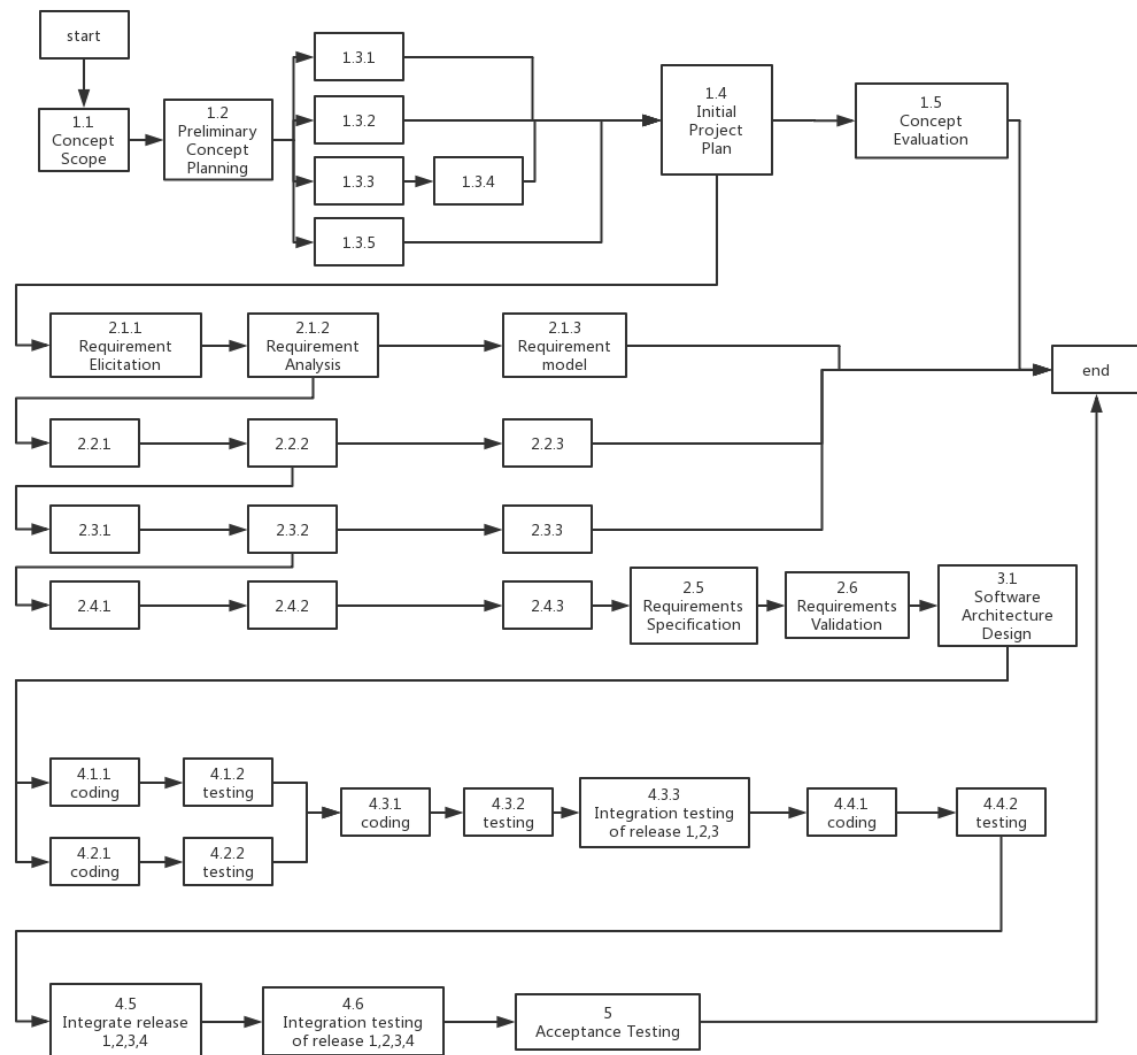 start
1.1
Concept
Scope
1.2
Preliminary
Concept
Planning
1.3.1
1.3.2
1.3.3
1.3.4
1.3.5
1.4
Initial
Project
Plan
1.5
Concept
Evaluation
2.1.1
Requirement
Elicitation
2.1.2
Requirement
Analysis
2.1.3
Requirement
model
end
2.2.1
2.2.2
2.2.3
2.3.1
2.3.2
2.3.3
2.4.1
2.4.2
2.4.3
2.5
Requirements
Specification
2.6
Requirements
Validation
3.1
Software
Architecture
Design
4.1.1
coding
4.1.2
testing
4.2.1
coding
4.2.2
testing
4.3.1
coding
4.3.2
testing
4.3.3
Integration testing
of release 1,2,3
4.4.1
coding
4.4.2
testing
4.5
Integrate release
1,2,3,4
4.6
Integration testing
of release 1,2,3,4
5
Acceptance Testing